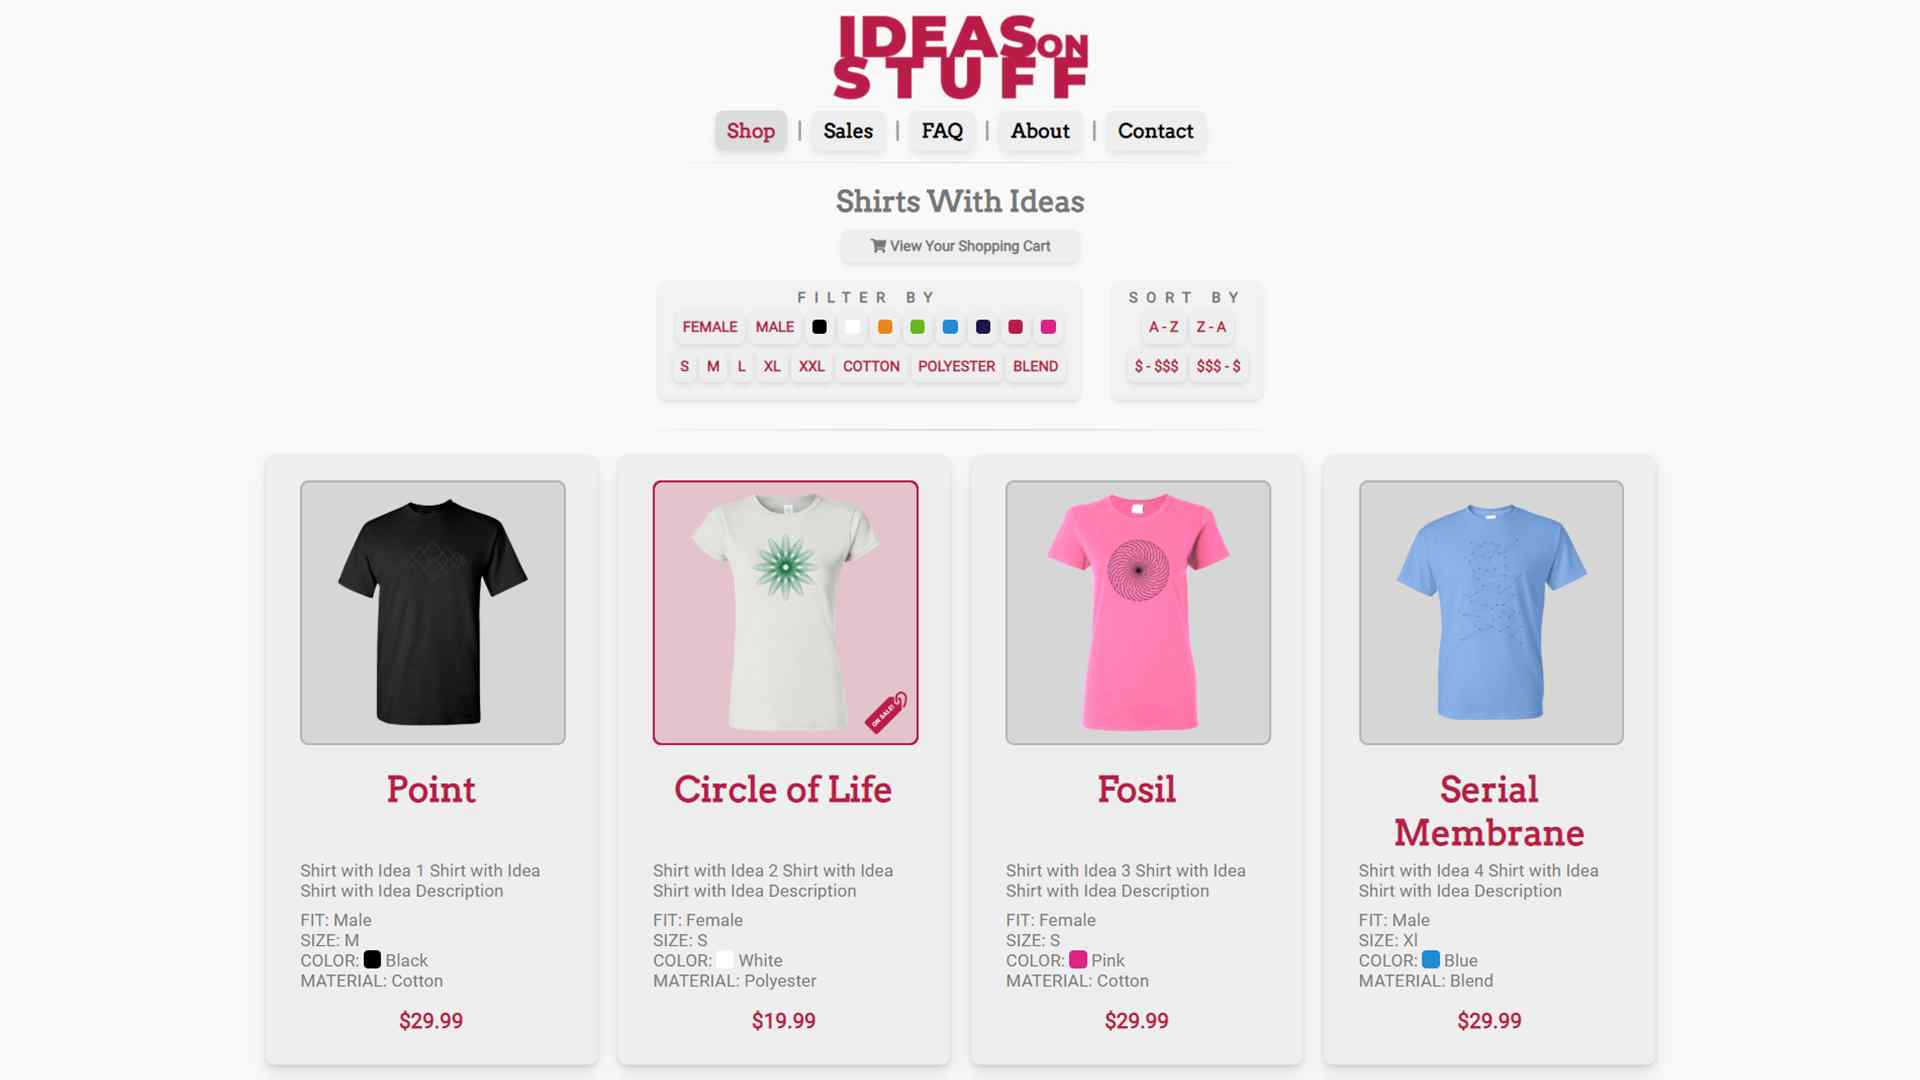 IDEAS ON
STUFF
Shop | Sales | FAQ | About | Contact
Shirts With Ideas
View Your Shopping Cart
FILTER BY
FEMALE MALE
S M L XL XXL COTTON POLYESTER BLEND
SORT BY
A - Z Z - A
$ - $$$ $$$ - $
ON SALE!
Point
Shirt with Idea 1 Shirt with Idea
Shirt with Idea Description
FIT: Male
SIZE: M
COLOR: Black
MATERIAL: Cotton
$29.99
Circle of Life
Shirt with Idea 2 Shirt with Idea
Shirt with Idea Description
FIT: Female
SIZE: S
COLOR: White
MATERIAL: Polyester
$19.99
Fosil
Shirt with Idea 3 Shirt with Idea
Shirt with Idea Description
FIT: Female
SIZE: S
COLOR: Pink
MATERIAL: Cotton
$29.99
Serial
Membrane
Shirt with Idea 4 Shirt with Idea
Shirt with Idea Description
FIT: Male
SIZE: Xl
COLOR: Blue
MATERIAL: Blend
$29.99